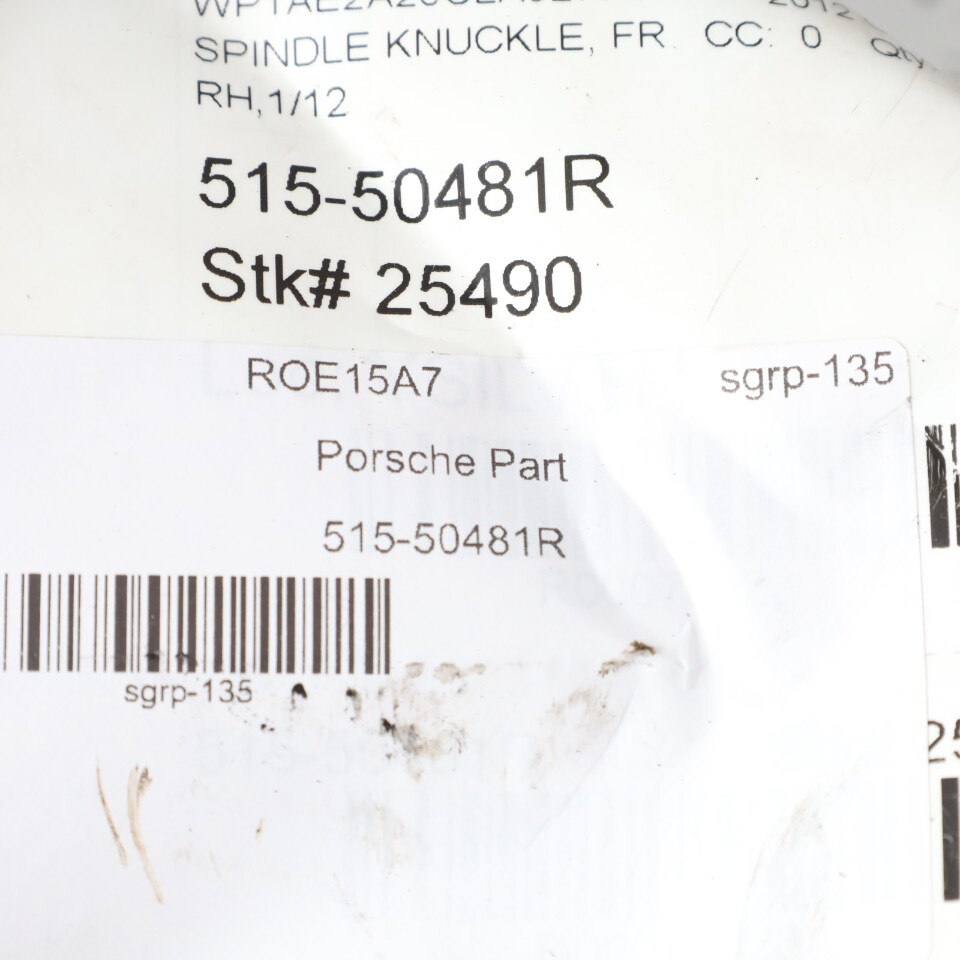 SPINDLE KNUCKLE, FR. CC: 0 Qty
RH,1/12
515-50481R
Stk# 25490
ROE15A7
sgrp-135
Porsche Part
515-50481R
sgrp-135